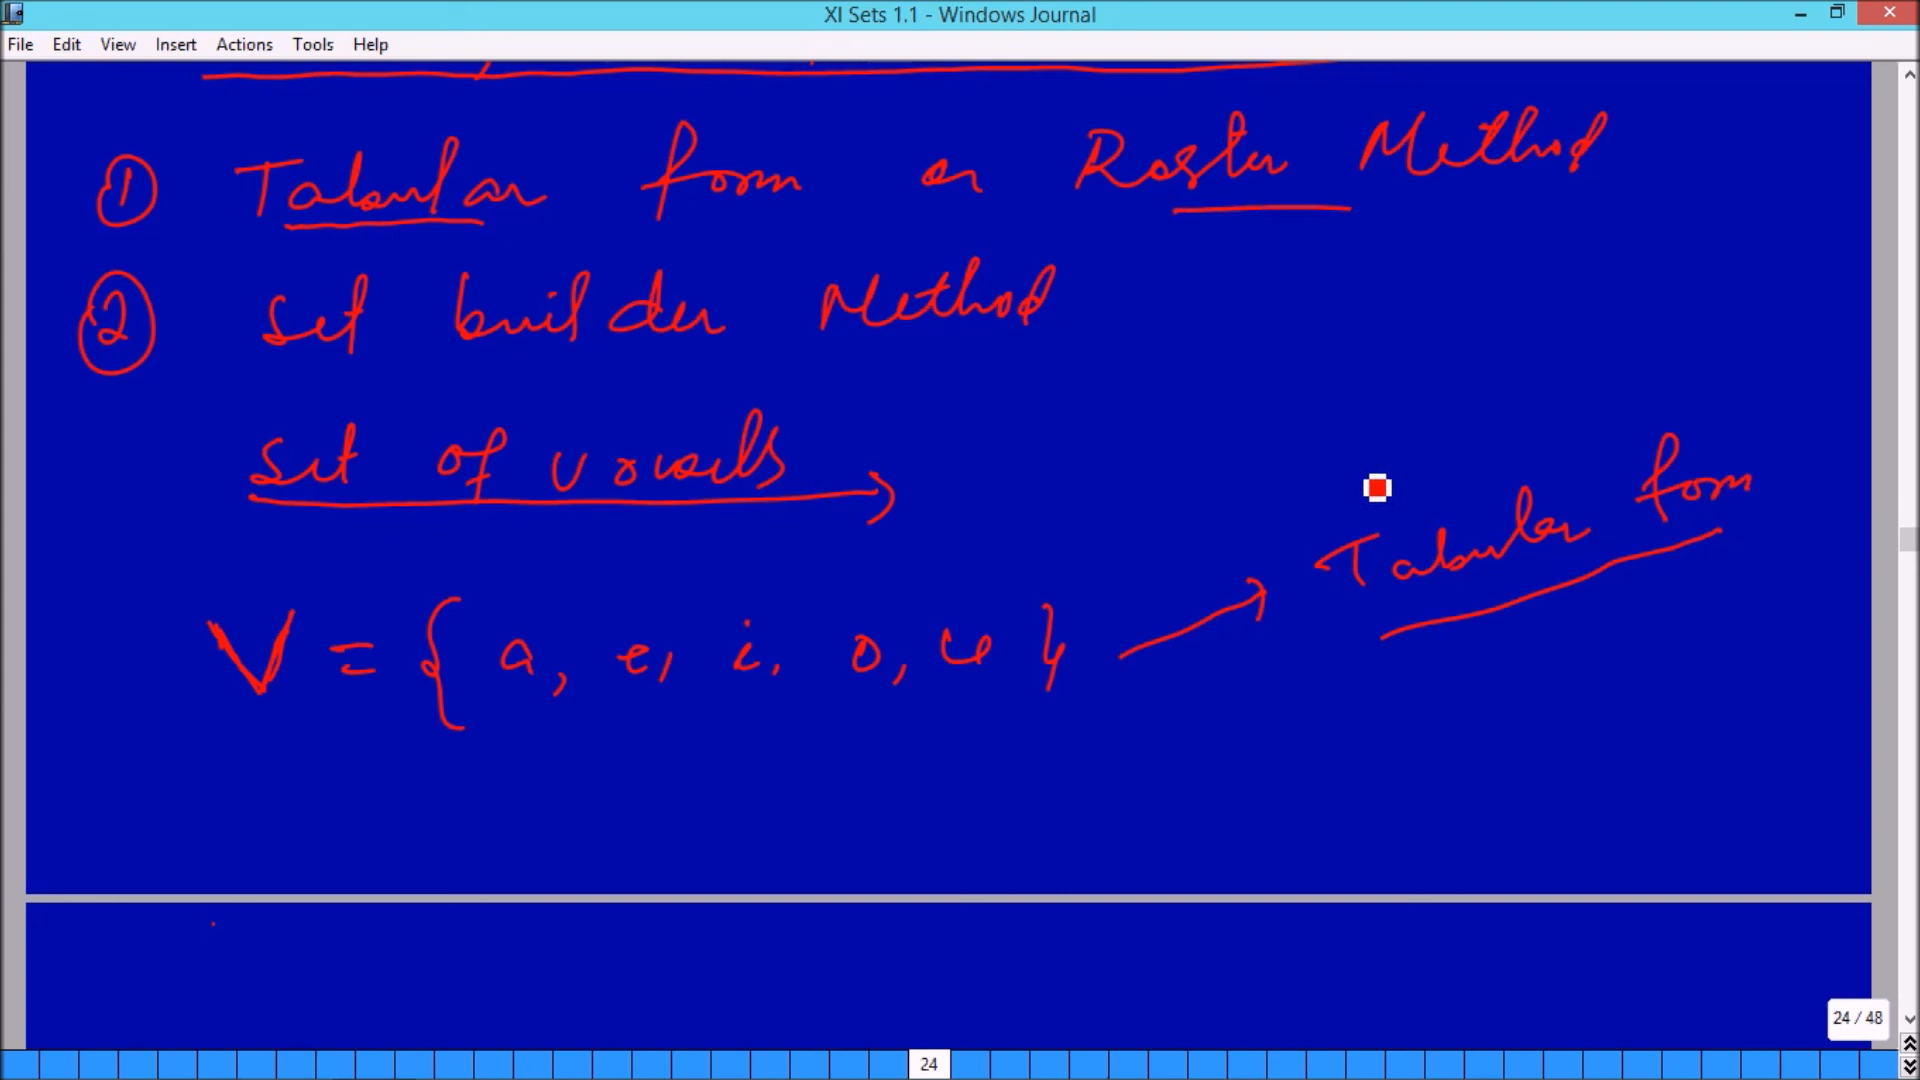 XI Sets 1.1 - Windows Journal
File Edit View Insert Actions Tools Help
① Tabular form or Roster Method
② Set builder Method
Set of vowels →
Tabular form
V = { a, e, i, o, u } →
24 / 48
24